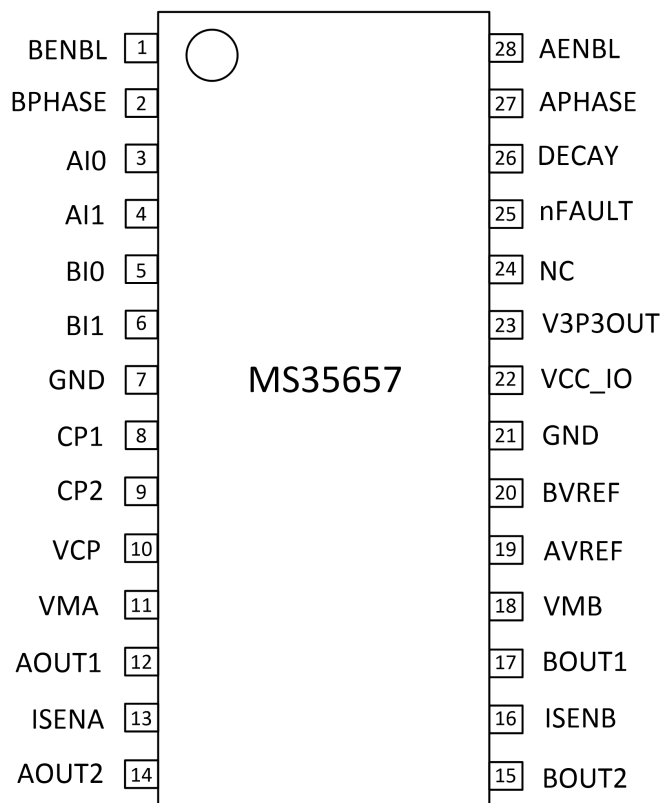 BENBL 1 28 AENBL
BPHASE 2 27 APHASE
AI0 3 26 DECAY
AI1 4 25 nFAULT
BI0 5 24 NC
BI1 6 23 V3P3OUT
GND 7 MS35657 22 VCC_IO
CP1 8 21 GND
CP2 9 20 BVREF
VCP 10 19 AVREF
VMA 11 18 VMB
AOUT1 12 17 BOUT1
ISENA 13 16 ISENB
AOUT2 14 15 BOUT2